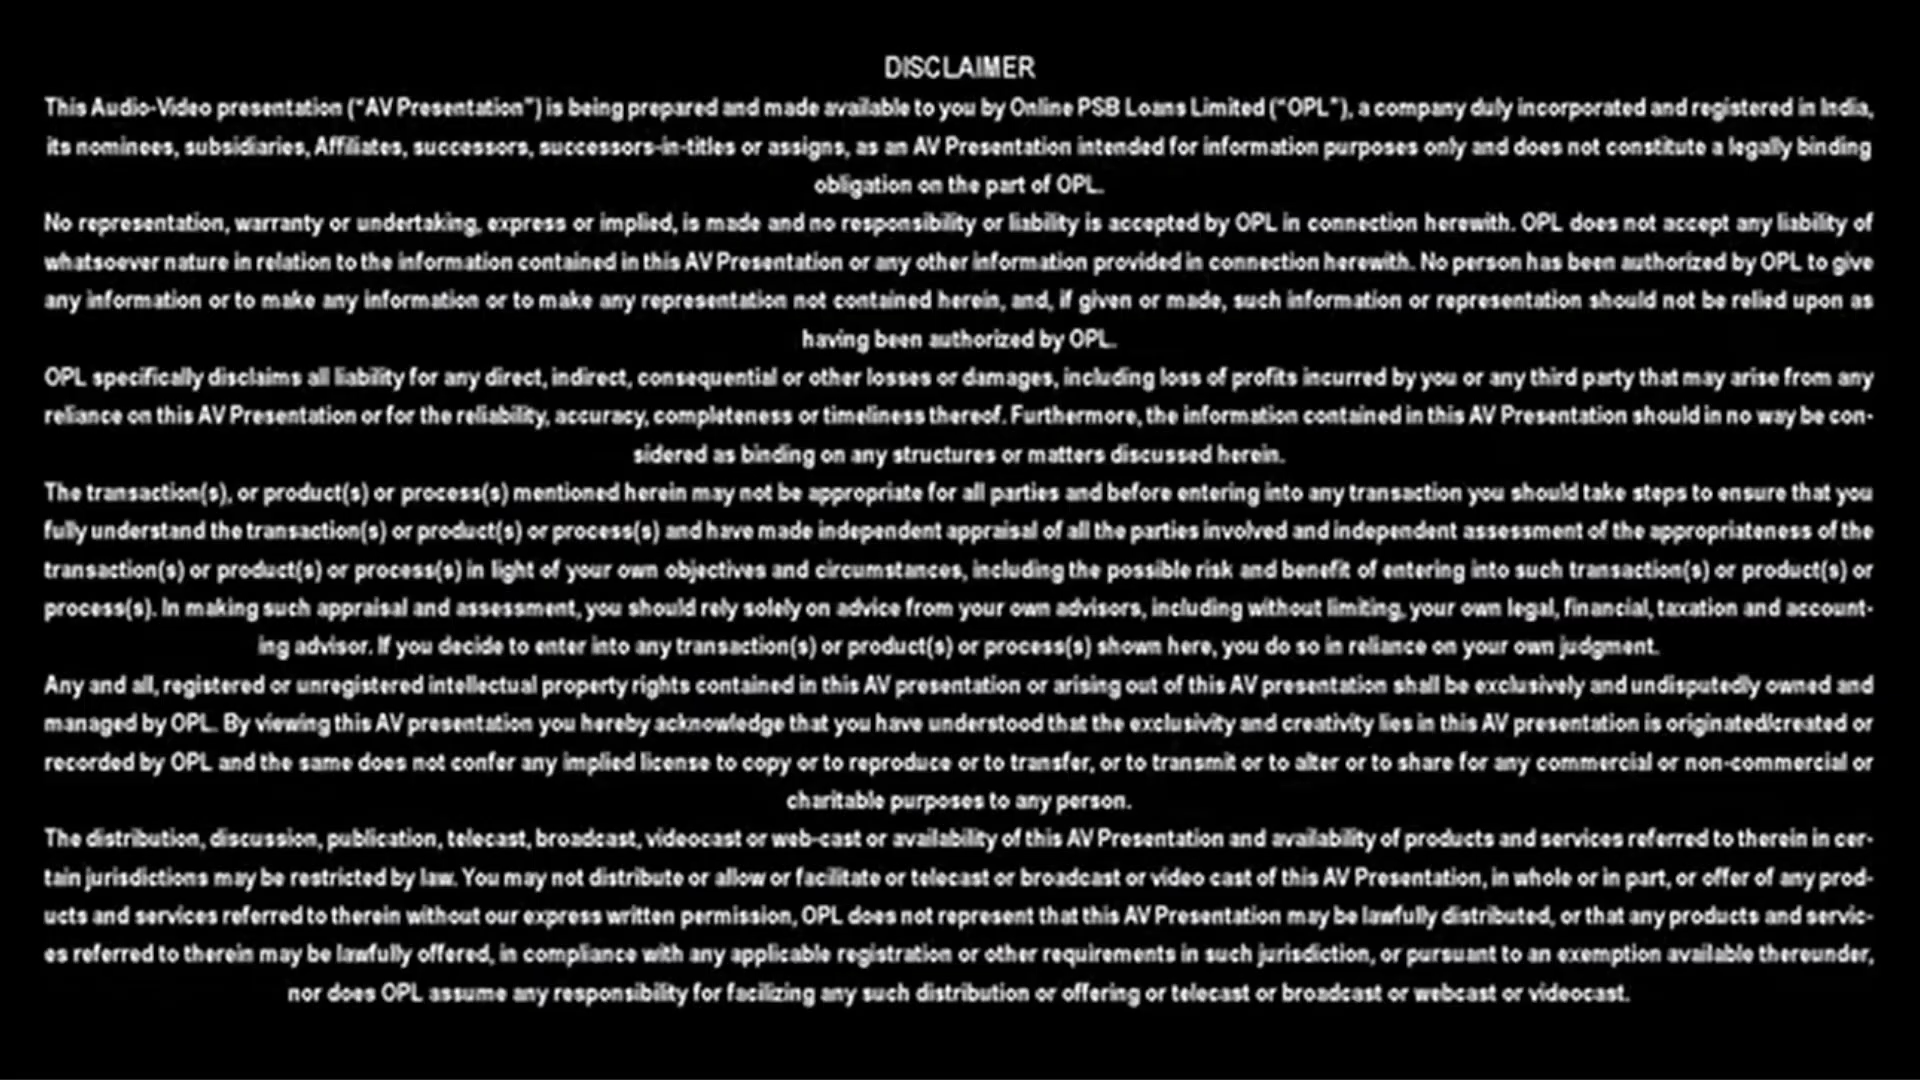 DISCLAIMER
This Audio-Video presentation (“AV Presentation”) is being prepared and made available to you by Online PSB Loans Limited (“OPL”), a company duly incorporated and registered in India,
its nominees, subsidiaries, Affiliates, successors, successors-in-titles or assigns, as an AV Presentation intended for information purposes only and does not constitute a legally binding
obligation on the part of OPL.
No representation, warranty or undertaking, express or implied, is made and no responsibility or liability is accepted by OPL in connection herewith. OPL does not accept any liability of
whatsoever nature in relation to the information contained in this AV Presentation or any other information provided in connection herewith. No person has been authorized by OPL to give
any information or to make any information or to make any representation not contained herein, and, if given or made, such information or representation should not be relied upon as
having been authorized by OPL.
OPL specifically disclaims all liability for any direct, indirect, consequential or other losses or damages, including loss of profits incurred by you or any third party that may arise from any
reliance on this AV Presentation or for the reliability, accuracy, completeness or timeliness thereof. Furthermore, the information contained in this AV Presentation should in no way be con-
sidered as binding on any structures or matters discussed herein.
The transaction(s), or product(s) or process(s) mentioned herein may not be appropriate for all parties and before entering into any transaction you should take steps to ensure that you
fully understand the transaction(s) or product(s) or process(s) and have made independent appraisal of all the parties involved and independent assessment of the appropriateness of the
transaction(s) or product(s) or process(s) in light of your own objectives and circumstances, including the possible risk and benefit of entering into such transaction(s) or product(s) or
process(s). In making such appraisal and assessment, you should rely solely on advice from your own advisors, including without limiting, your own legal, financial, taxation and account-
ing advisor. If you decide to enter into any transaction(s) or product(s) or process(s) shown here, you do so in reliance on your own judgment.
Any and all, registered or unregistered intellectual property rights contained in this AV presentation or arising out of this AV presentation shall be exclusively and undisputedly owned and
managed by OPL. By viewing this AV presentation you hereby acknowledge that you have understood that the exclusivity and creativity lies in this AV presentation is originated/created or
recorded by OPL and the same does not confer any implied license to copy or to reproduce or to transfer, or to transmit or to alter or to share for any commercial or non-commercial or
charitable purposes to any person.
The distribution, discussion, publication, telecast, broadcast, videocast or web-cast or availability of this AV Presentation and availability of products and services referred to therein in cer-
tain jurisdictions may be restricted by law. You may not distribute or allow or facilitate or telecast or broadcast or video cast of this AV Presentation, in whole or in part, or offer of any prod-
ucts and services referred to therein without our express written permission, OPL does not represent that this AV Presentation may be lawfully distributed, or that any products and servic-
es referred to therein may be lawfully offered, in compliance with any applicable registration or other requirements in such jurisdiction, or pursuant to an exemption available thereunder,
nor does OPL assume any responsibility for facilizing any such distribution or offering or telecast or broadcast or webcast or videocast.